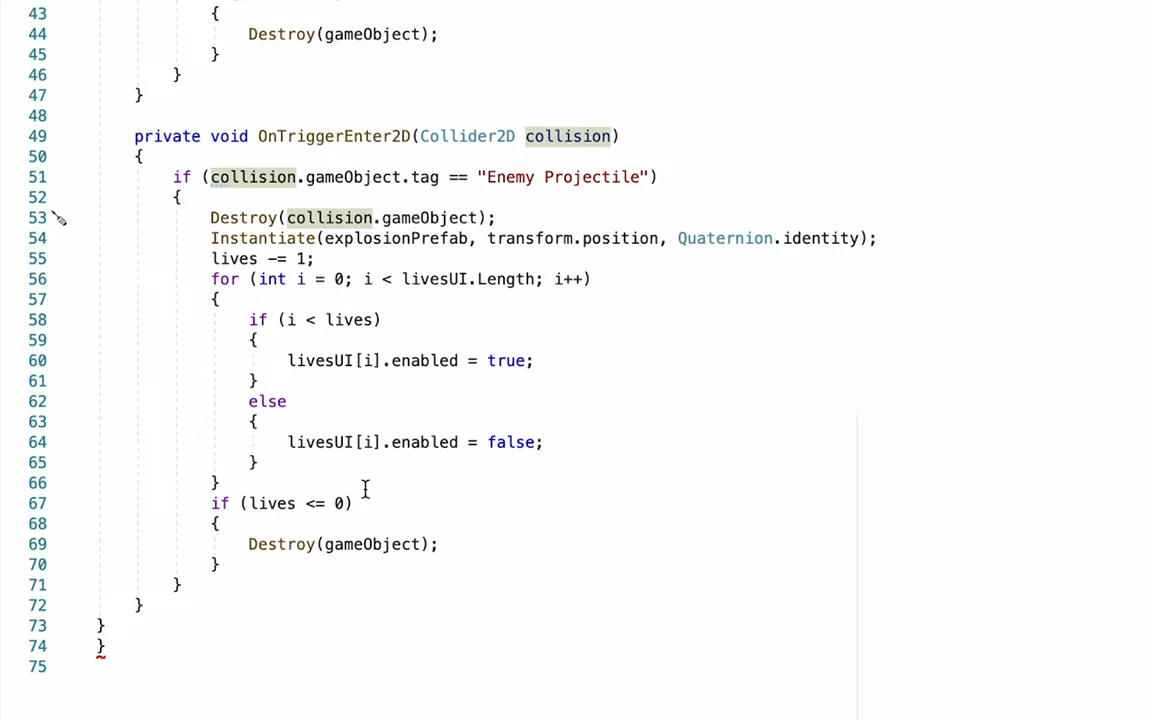 43 {
44 Destroy(gameObject);
45 }
46 }
47 }
48
49 private void OnTriggerEnter2D(Collider2D collision)
50 {
51 if (collision.gameObject.tag == "Enemy Projectile")
52 {
53 Destroy(collision.gameObject);
54 Instantiate(explosionPrefab, transform.position, Quaternion.identity);
55 lives -= 1;
56 for (int i = 0; i < livesUI.Length; i++)
57 {
58 if (i < lives)
59 {
60 livesUI[i].enabled = true;
61 }
62 else
63 {
64 livesUI[i].enabled = false;
65 }
66 }
67 if (lives <= 0)
68 {
69 Destroy(gameObject);
70 }
71 }
72 }
73 }
74 }
75